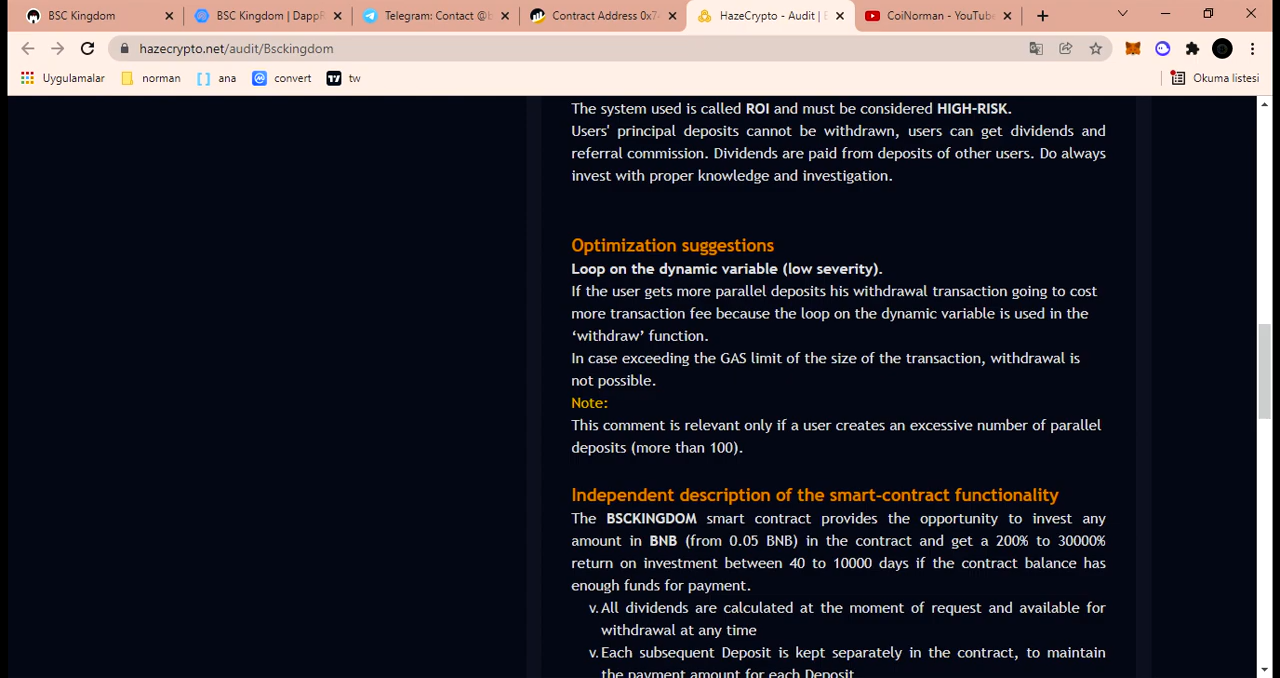 BSC Kingdom
BSC Kingdom | DappR
Telegram: Contact @b
Contract Address 0x7
HazeCrypto - Audit | B
CoiNorman - YouTube
hazecrypto.net/audit/Bsckingdom
Uygulamalar
norman
ana
convert
tw
Okuma listesi
The system used is called ROI and must be considered HIGH-RISK.
Users' principal deposits cannot be withdrawn, users can get dividends and
referral commission. Dividends are paid from deposits of other users. Do always
invest with proper knowledge and investigation.
Optimization suggestions
Loop on the dynamic variable (low severity).
If the user gets more parallel deposits his withdrawal transaction going to cost
more transaction fee because the loop on the dynamic variable is used in the
‘withdraw’ function.
In case exceeding the GAS limit of the size of the transaction, withdrawal is
not possible.
Note:
This comment is relevant only if a user creates an excessive number of parallel
deposits (more than 100).
Independent description of the smart-contract functionality
The BSCKINGDOM smart contract provides the opportunity to invest any
amount in BNB (from 0.05 BNB) in the contract and get a 200% to 30000%
return on investment between 40 to 10000 days if the contract balance has
enough funds for payment.
v. All dividends are calculated at the moment of request and available for
withdrawal at any time
v. Each subsequent Deposit is kept separately in the contract, to maintain
the payment amount for each Deposit